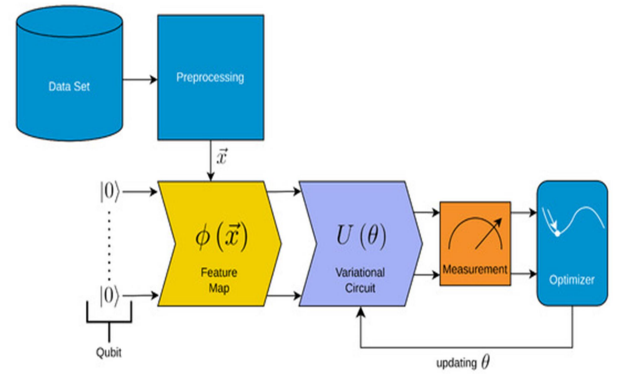 Data Set
Preprocessing
x⃗
|0⟩
ϕ (x⃗)
U (θ)
Feature
Map
Variational
Circuit
Measurement
Optimizer
|0⟩
Qubit
updating θ